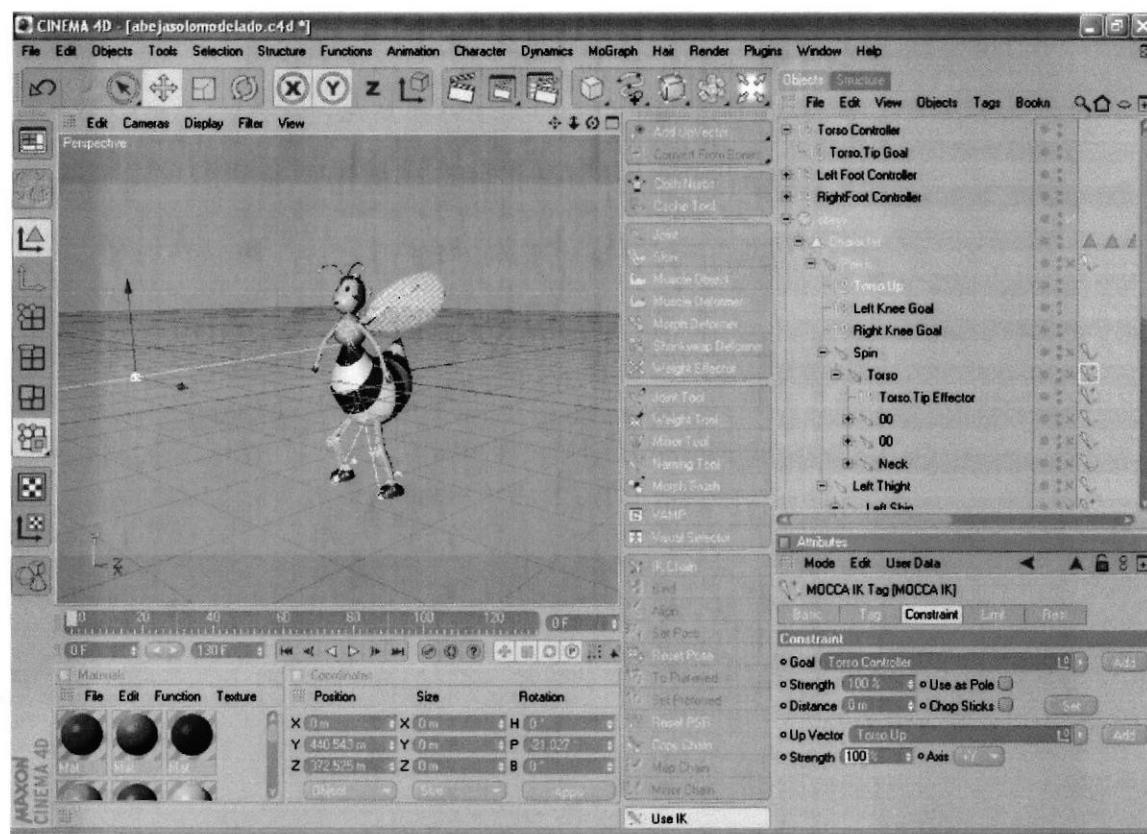 CINEMA 4D - [abejasolomodelado.c4d *]
File Edit Objects Tools Selection Structure Functions Animation Character Dynamics MoGraph Hair Render Plugins Window Help
X Y Z
Objects Structure
File Edit View Objects Tags Bookn
Edit Cameras Display Filter View
Perspective
Add UpVector
Convert From Bones
Cloth Nurbs
Cache Tool
Joint
Skin
Muscle Object
Muscle Deformer
Morph Deformer
Shrinkwrap Deformer
Weight Effector
Joint Tool
Weight Tool
Mirror Tool
Naming Tool
Morph Brush
VAMP
Visual Selector
IK Chain
Bind
Align
Set Pose
Reset Pose
To Preferred
Set Preferred
Reset PSR
Copy Chain
Map Chain
Mirror Chain
Use IK
Torso Controller
Torso.Tip Goal
Left Foot Controller
RightFoot Controller
Character
Torso.Up
Left Knee Goal
Right Knee Goal
Spin
Torso
Torso.Tip Effector
00
00
Neck
Left Thight
Left Shin
Attributes
Mode Edit User Data
MOCCA IK Tag [MOCCA IK]
Basic Tag Constraint Limit Rest
Constraint
Goal Torso Controller Add
Strength 100 % Use as Pole
Distance 0 m Chop Sticks Set
Up Vector Torso.Up Add
Strength 100 Axis +Y
0 20 40 60 80 100 120 0 F
0 F 130 F
Materials
File Edit Function Texture
Mat Mat Mat
Coordinates
Position Size Rotation
X 0 m X 0 m H 0 °
Y 440.543 m Y 0 m P -21.027
Z 372.525 m Z 0 m B 0 °
Object Size Apply
MAXON
CINEMA 4D